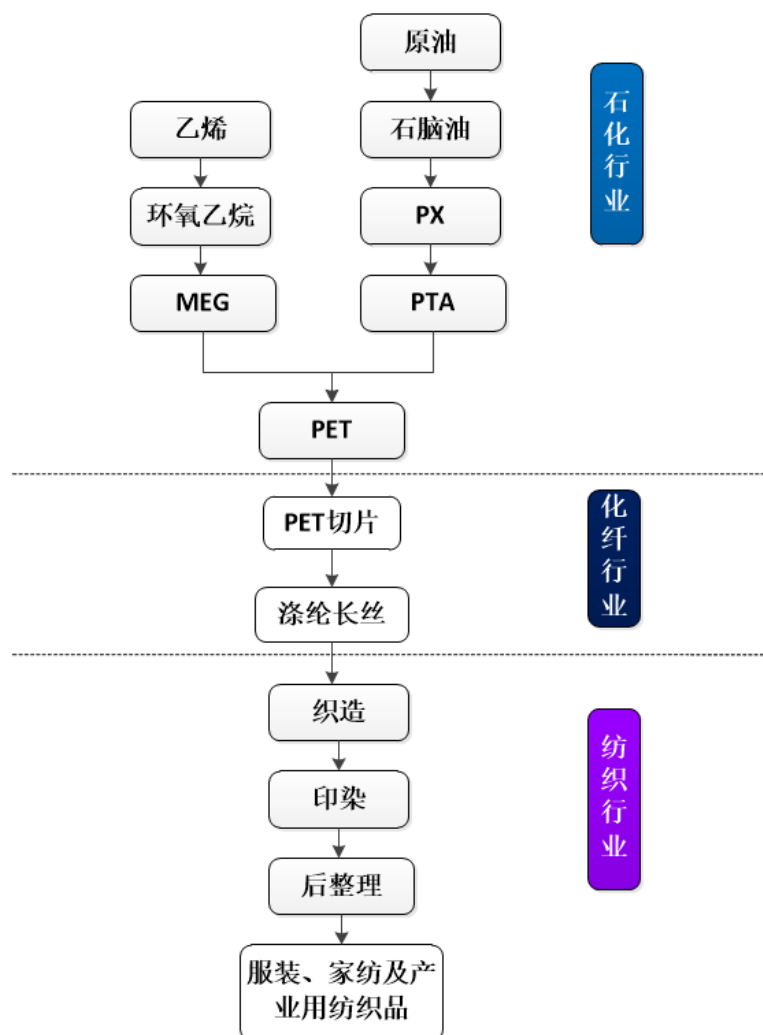 原油
石化行业
乙烯
石脑油
环氧乙烷
PX
MEG
PTA
PET
化纤行业
PET切片
涤纶长丝
织造
纺织行业
印染
后整理
服装、家纺及产
业用纺织品